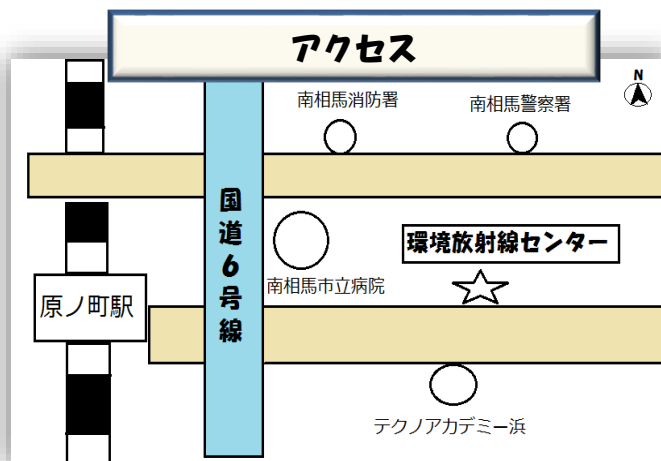 アクセス
N
南相馬消防署
南相馬警察署
国道6号線
環境放射線センター
南相馬市立病院
原ノ町駅
テクノアカデミー浜